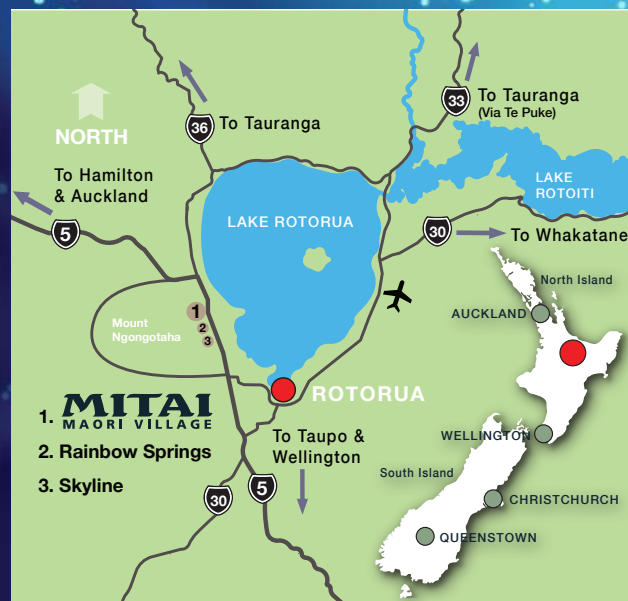 33
To Tauranga
(Via Te Puke)
36
To Tauranga
NORTH
To Hamilton
& Auckland
5
LAKE
ROTOITI
LAKE ROTORUA
30
To Whakatane
North Island
AUCKLAND
1
2
3
Mount
Ngongotaha
ROTORUA
1. MITAI
MAORI VILLAGE
2. Rainbow Springs
3. Skyline
To Taupo &
Wellington
30
5
WELLINGTON
South Island
CHRISTCHURCH
QUEENSTOWN